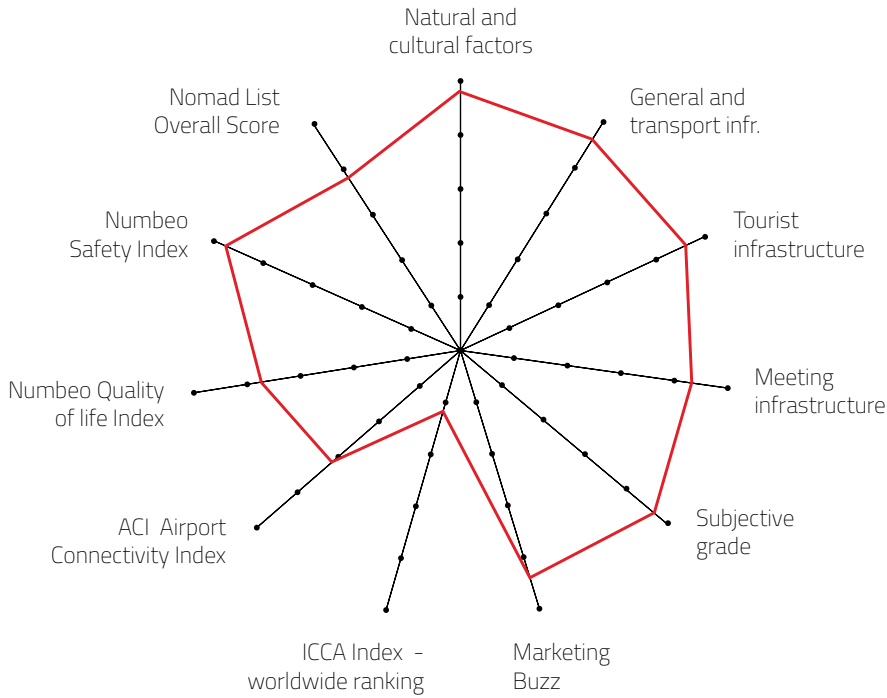 Natural and
cultural factors
General and
transport infr.
Tourist
infrastructure
Meeting
infrastructure
Subjective
grade
Marketing
Buzz
ICCA Index -
worldwide ranking
ACI Airport
Connectivity Index
Numbeo Quality
of life Index
Numbeo
Safety Index
Nomad List
Overall Score